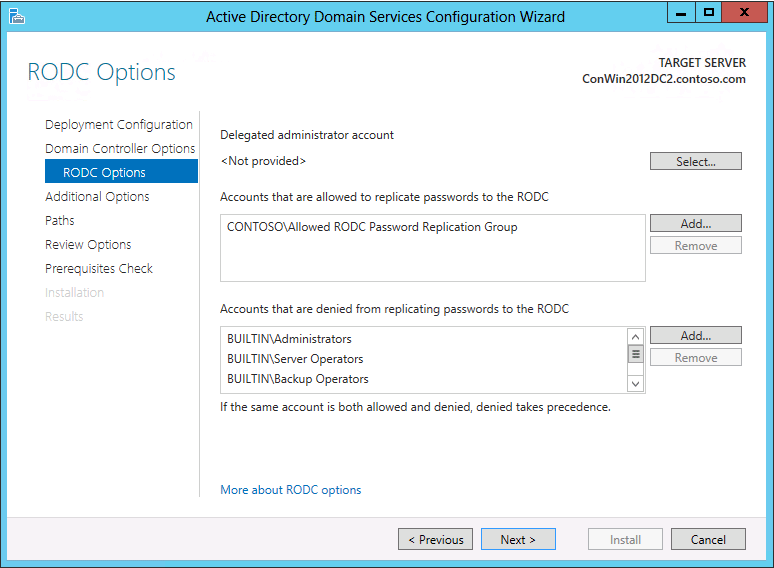 Active Directory Domain Services Configuration Wizard
RODC Options
TARGET SERVER
ConWin2012DC2.contoso.com
Deployment Configuration
Domain Controller Options
RODC Options
Additional Options
Paths
Review Options
Prerequisites Check
Installation
Results
Delegated administrator account
<Not provided>
Select...
Accounts that are allowed to replicate passwords to the RODC
CONTOSO\Allowed RODC Password Replication Group
Add...
Remove
Accounts that are denied from replicating passwords to the RODC
BUILTIN\Administrators
BUILTIN\Server Operators
BUILTIN\Backup Operators
Add...
Remove
If the same account is both allowed and denied, denied takes precedence.
More about RODC options
< Previous
Next >
Install
Cancel